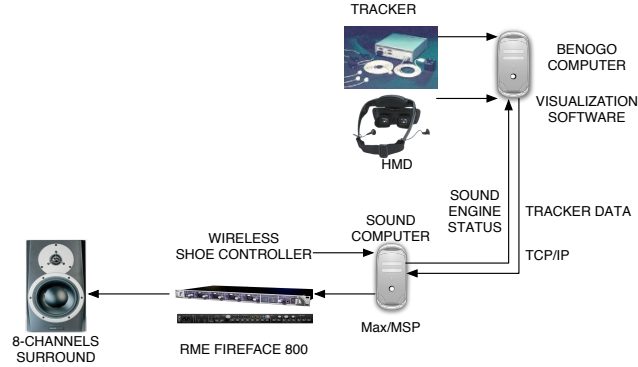 TRACKER
BENOGO
COMPUTER
VISUALIZATION
SOFTWARE
HMD
SOUND
ENGINE
STATUS
TRACKER DATA
TCP/IP
WIRELESS
SHOE CONTROLLER
SOUND
COMPUTER
Max/MSP
8-CHANNELS
SURROUND
RME FIREFACE 800